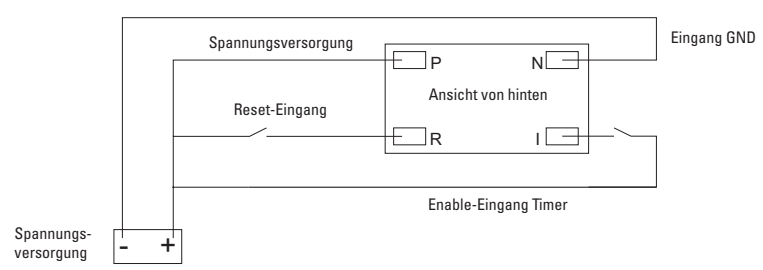 Eingang GND
Spannungsversorgung
P
N
Ansicht von hinten
Reset-Eingang
R
I
Enable-Eingang Timer
Spannungs-
versorgung
- +